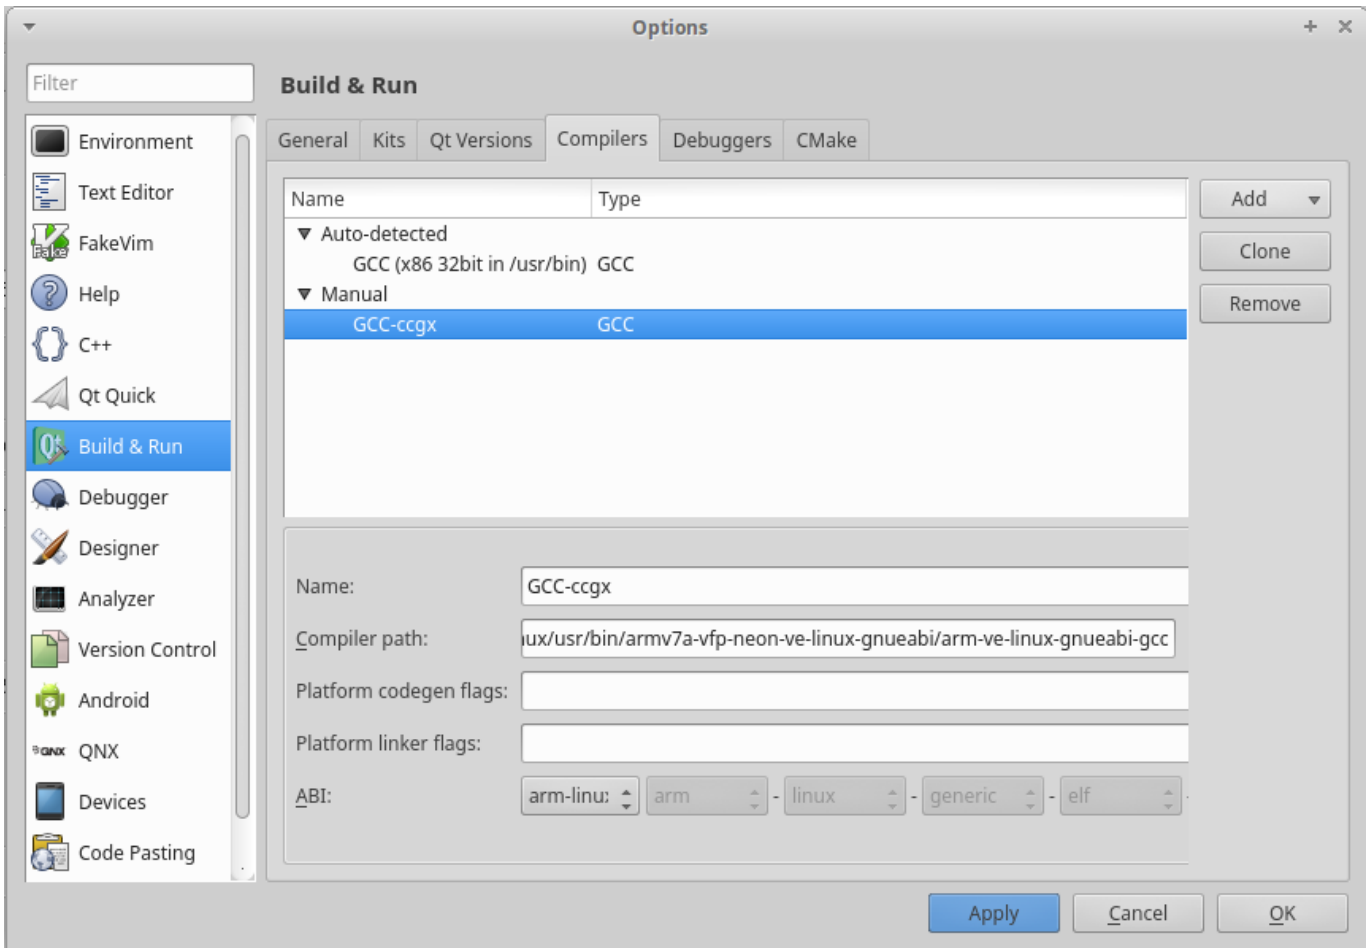 Options
Filter
Build & Run
Environment
Text Editor
FakeVim
Help
C++
Qt Quick
Build & Run
Debugger
Designer
Analyzer
Version Control
Android
QNX
Devices
Code Pasting
General Kits Qt Versions Compilers Debuggers CMake
Name Type
Auto-detected
GCC (x86 32bit in /usr/bin) GCC
Manual
GCC-ccgx GCC
Add
Clone
Remove
Name: GCC-ccgx
Compiler path: ux/usr/bin/armv7a-vfp-neon-ve-linux-gnueabi/arm-ve-linux-gnueabi-gcc
Platform codegen flags:
Platform linker flags:
ABI: arm-linu arm - linux - generic - elf -
Apply Cancel OK